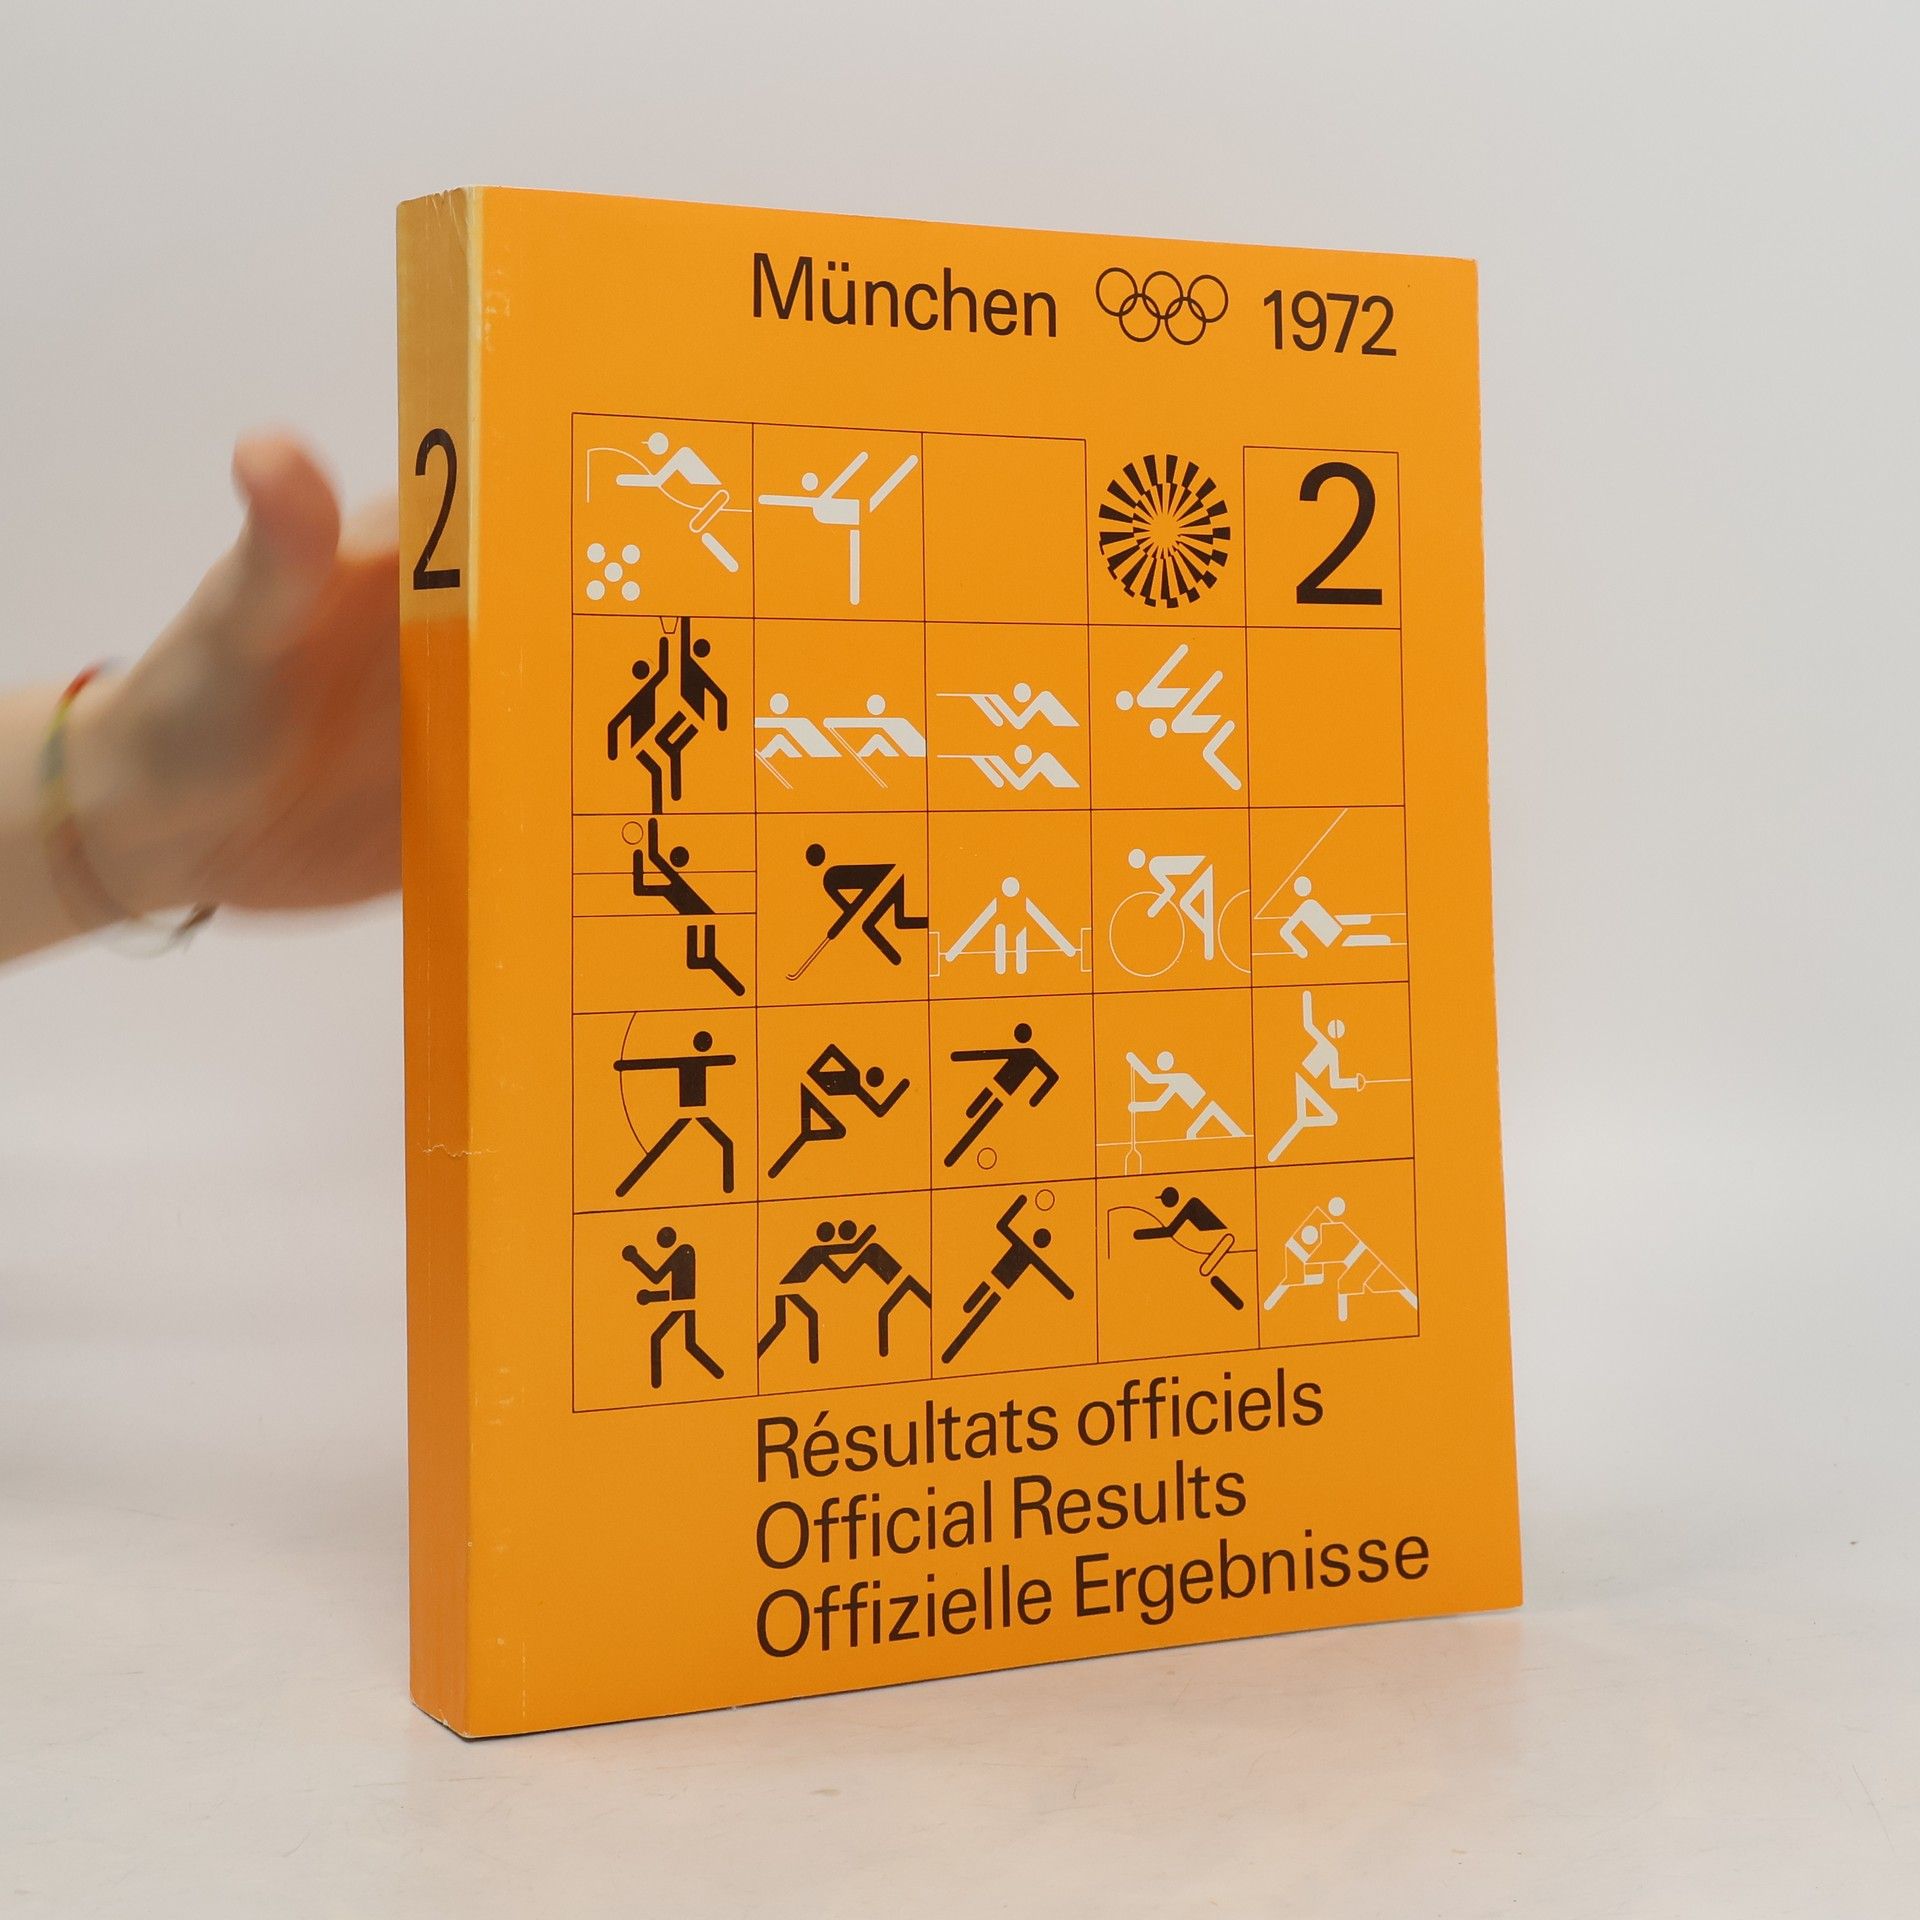 München 1972
2
2
Résultats officiels
Official Results
Offizielle Ergebnisse